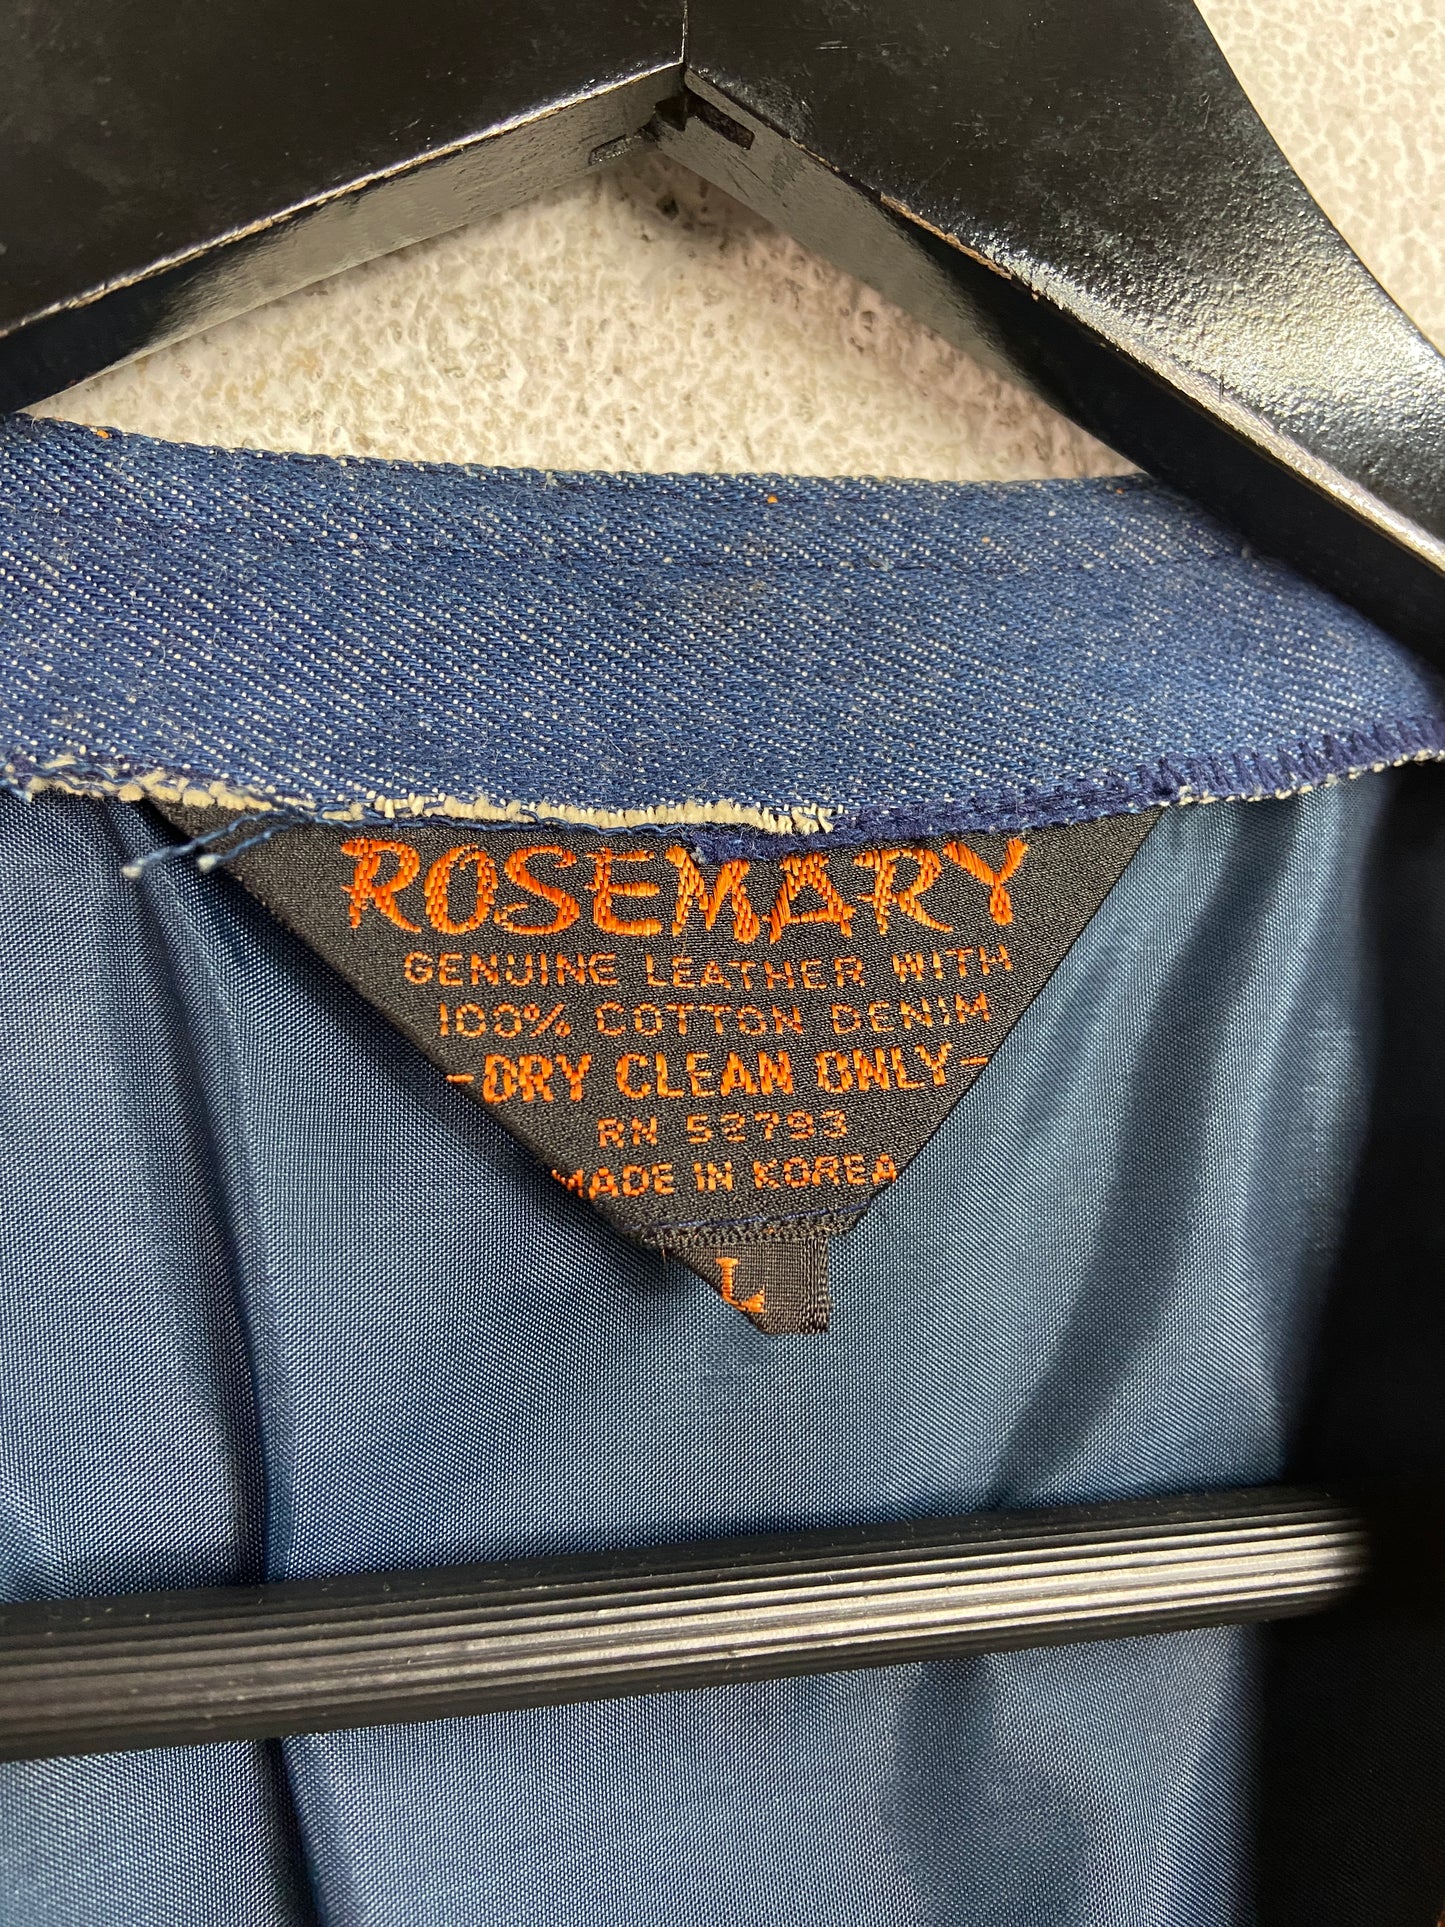 ROSEMARY
GENUINE LEATHER WITH
100% COTTON DENIM
-DRY CLEAN ONLY-
RN 52793
MADE IN KOREA
L